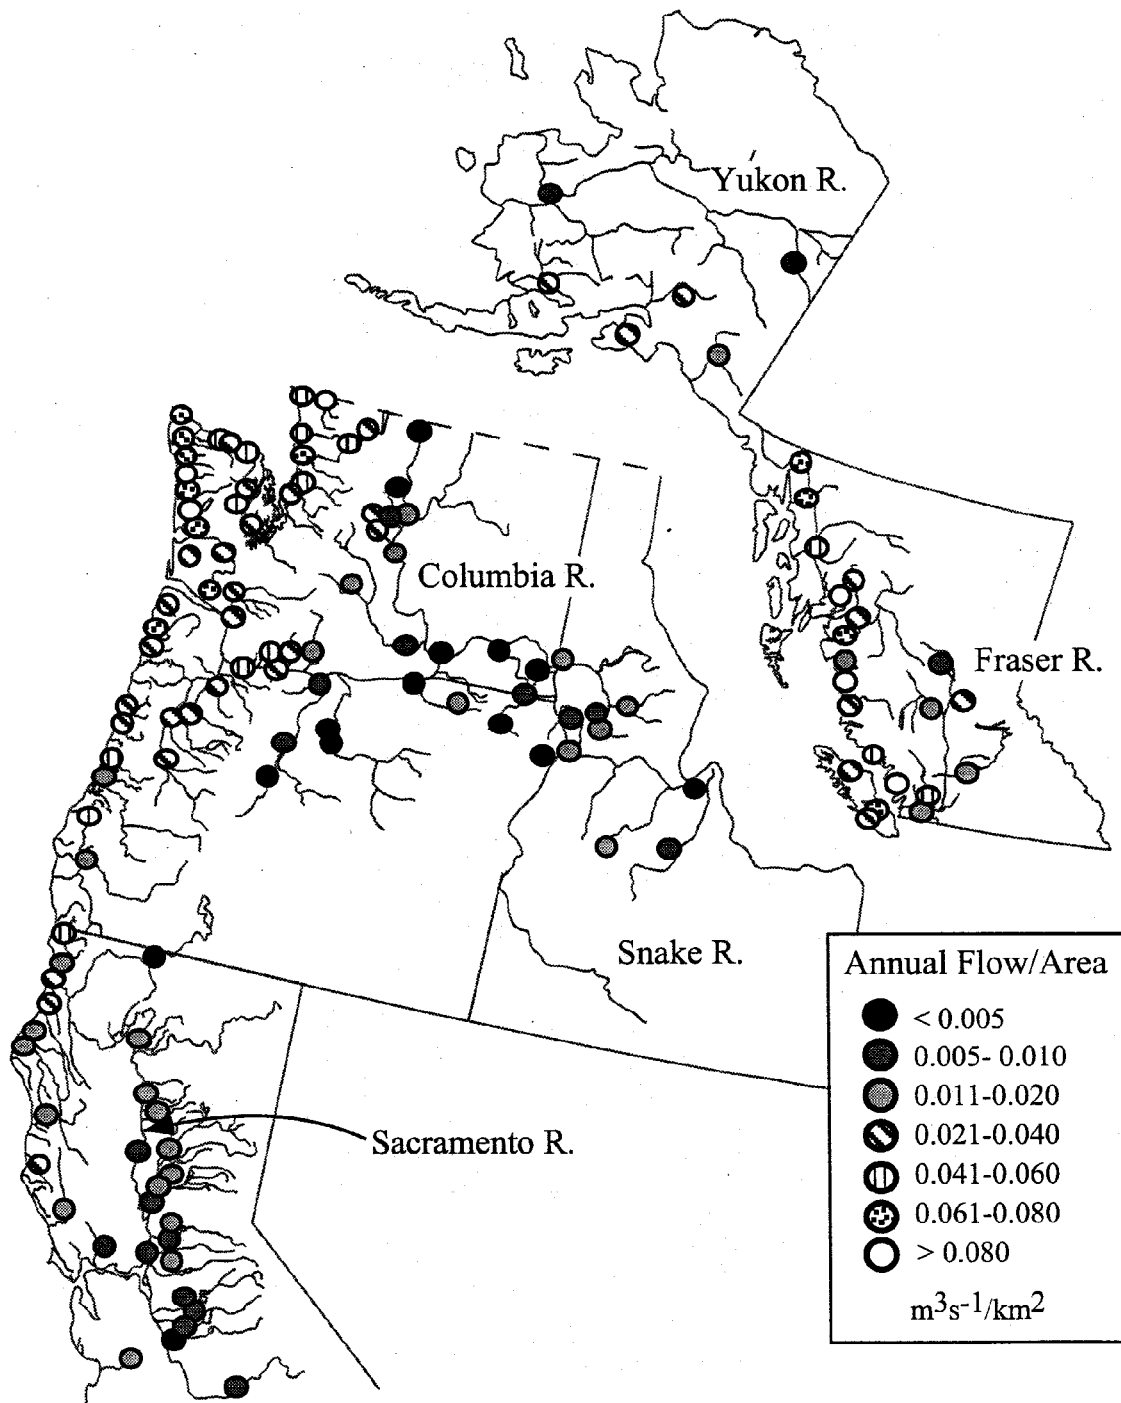 Yukon R.
Columbia R.
Fraser R.
Snake R.
Sacramento R.
Annual Flow/Area
< 0.005
0.005- 0.010
0.011-0.020
0.021-0.040
0.041-0.060
0.061-0.080
> 0.080
m³s⁻¹/km²